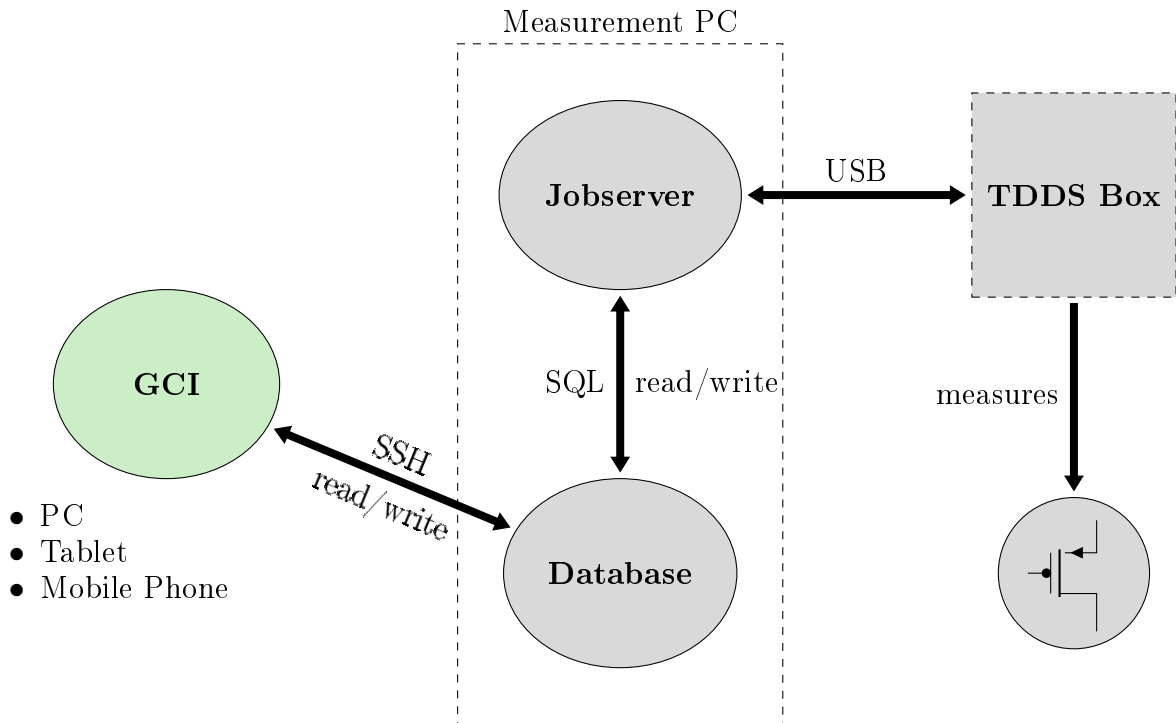 Measurement PC
Jobserver
USB
TDDS Box
GCI
SQL read/write
measures
SSH
read/write
Database
• PC
• Tablet
• Mobile Phone